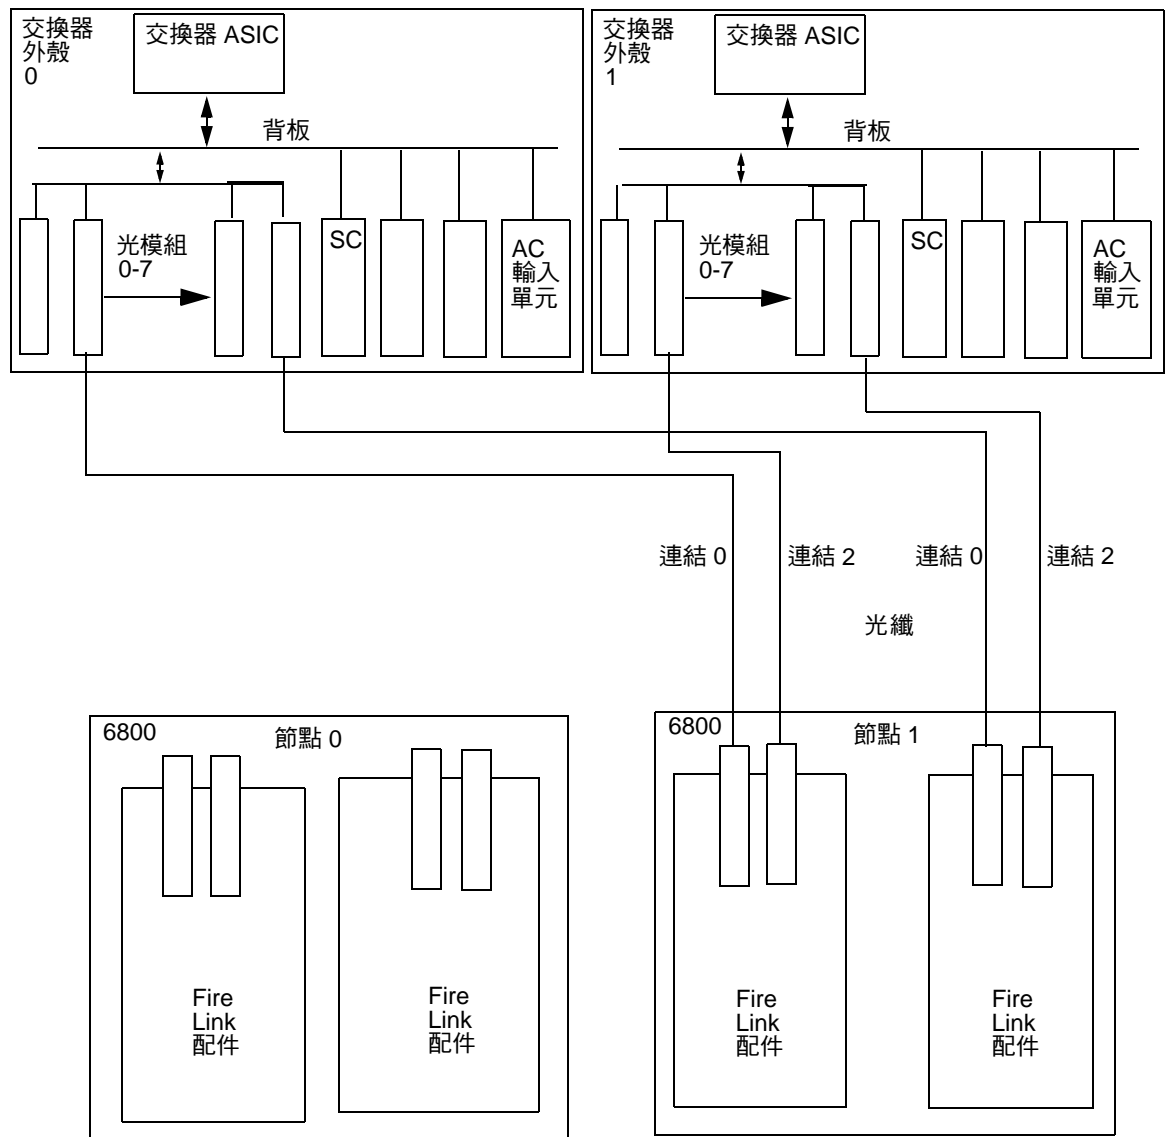 交換器
外殼
0
交換器 ASIC
背板
光模組
0-7
SC
AC
輸入
單元
交換器
外殼
1
交換器 ASIC
背板
光模組
0-7
SC
AC
輸入
單元
連結 0
連結 2
連結 0
連結 2
光纖
6800
節點 0
Fire
Link
配件
Fire
Link
配件
6800
節點 1
Fire
Link
配件
Fire
Link
配件